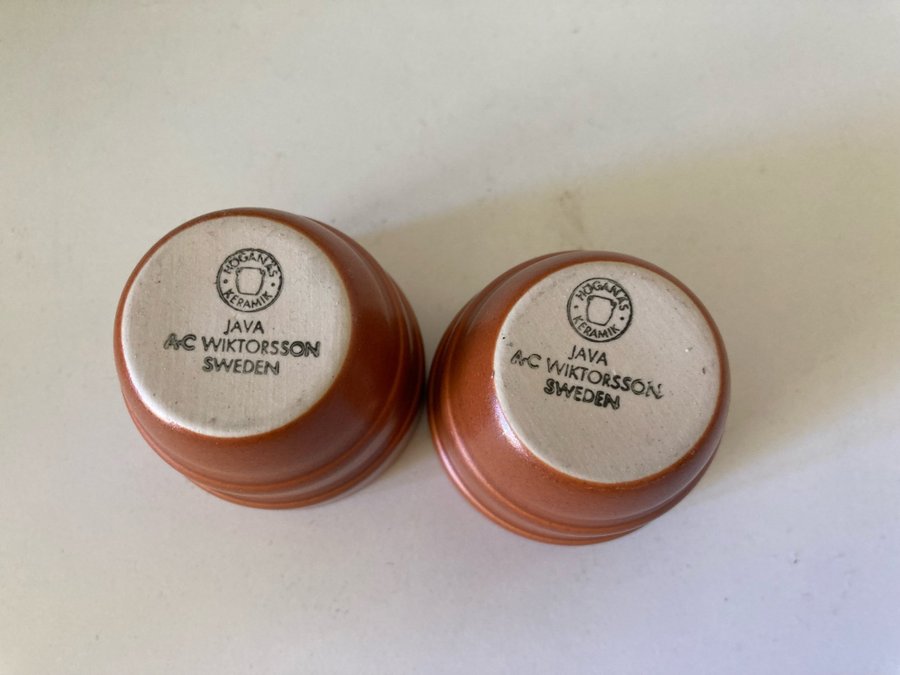 HÖGANÄS
KERAMIK
JAVA
A-C WIKTORSSON
SWEDEN
HÖGANÄS
KERAMIK
JAVA
A-C WIKTORSSON
SWEDEN